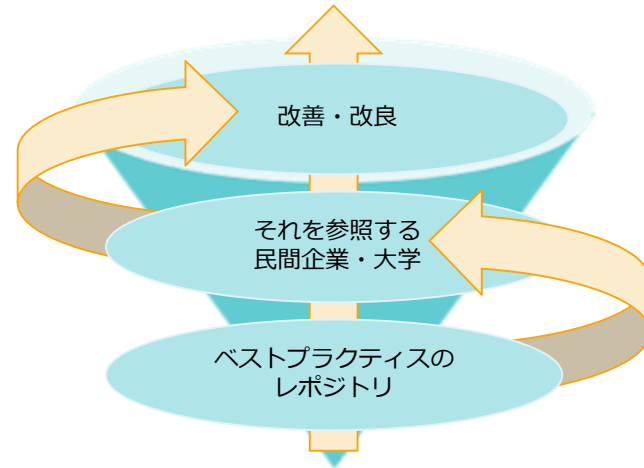 改善・改良
それを参照する
民間企業・大学
ベストプラクティスの
レポジトリ